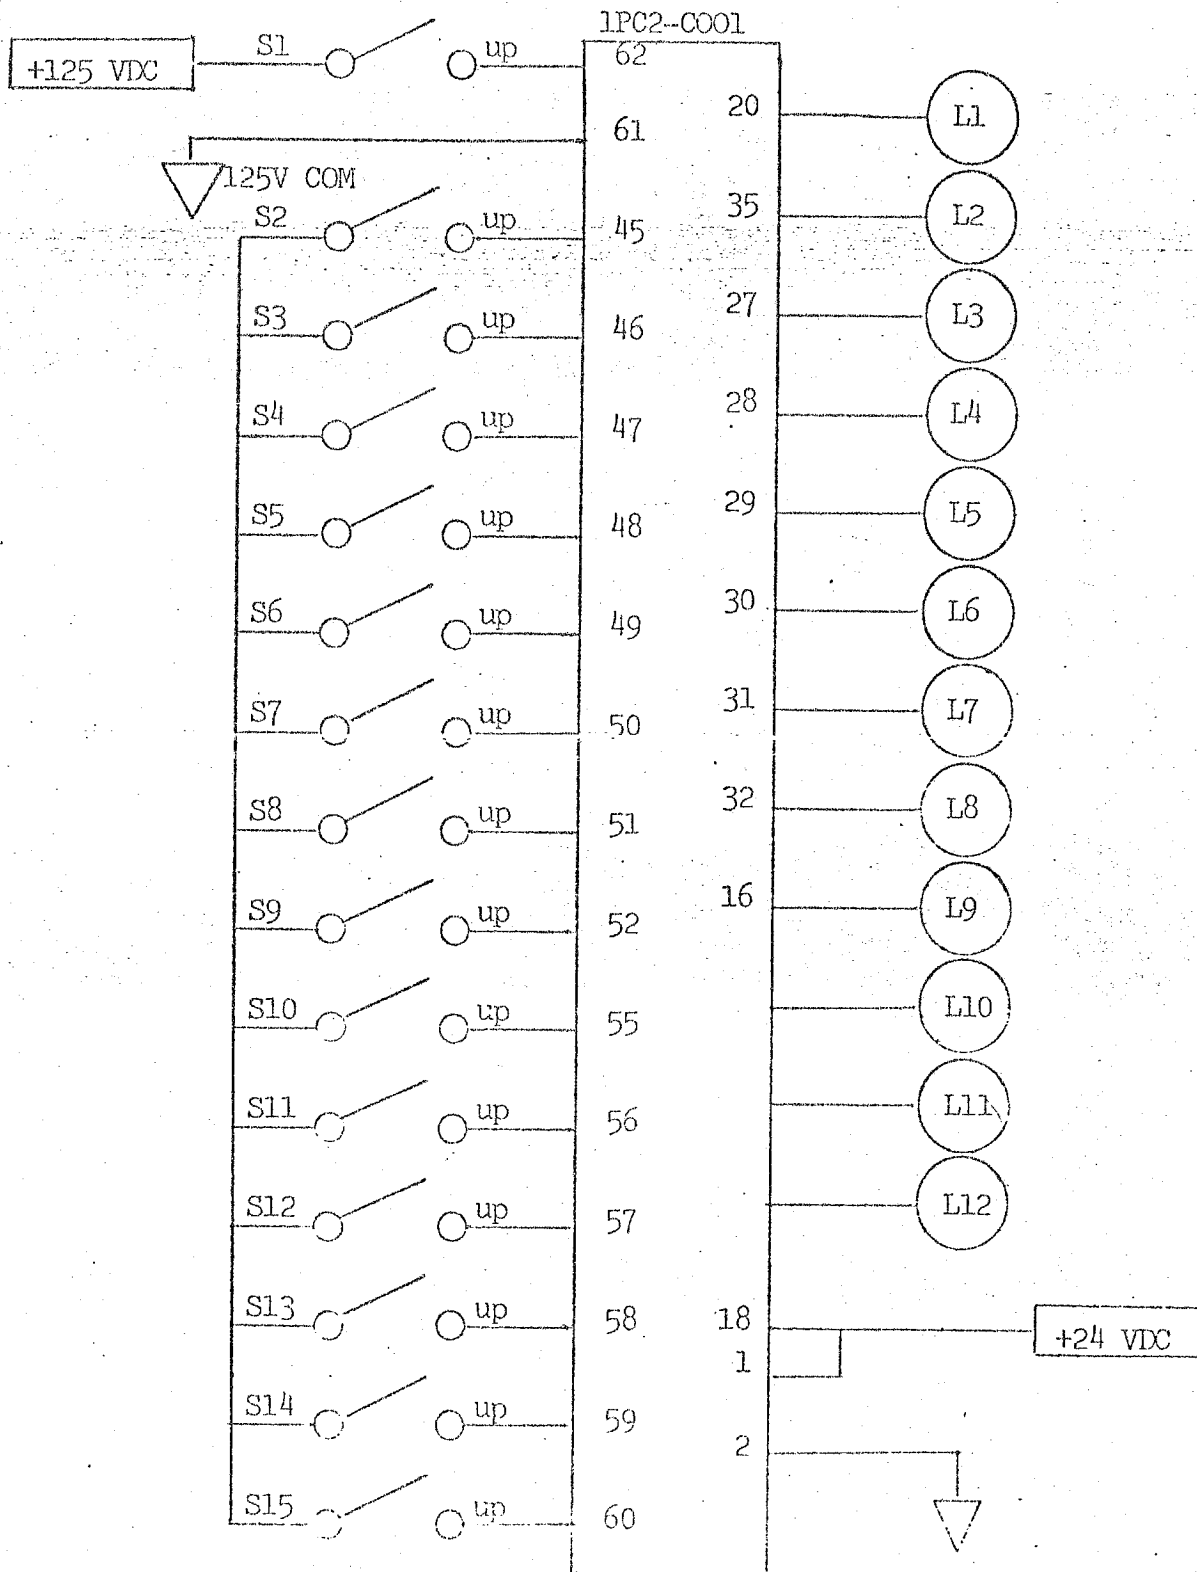 1PC2-C001
+125 VDC
S1
up
62
20
L1
61
125V COM
S2
up
45
35
L2
S3
up
46
27
L3
S4
up
47
28
L4
S5
up
48
29
L5
S6
up
49
30
L6
S7
up
50
31
L7
S8
up
51
32
L8
S9
up
52
16
L9
S10
up
55
L10
S11
up
56
L11
S12
up
57
L12
S13
up
58
18
+24 VDC
1
S14
up
59
2
S15
up
60